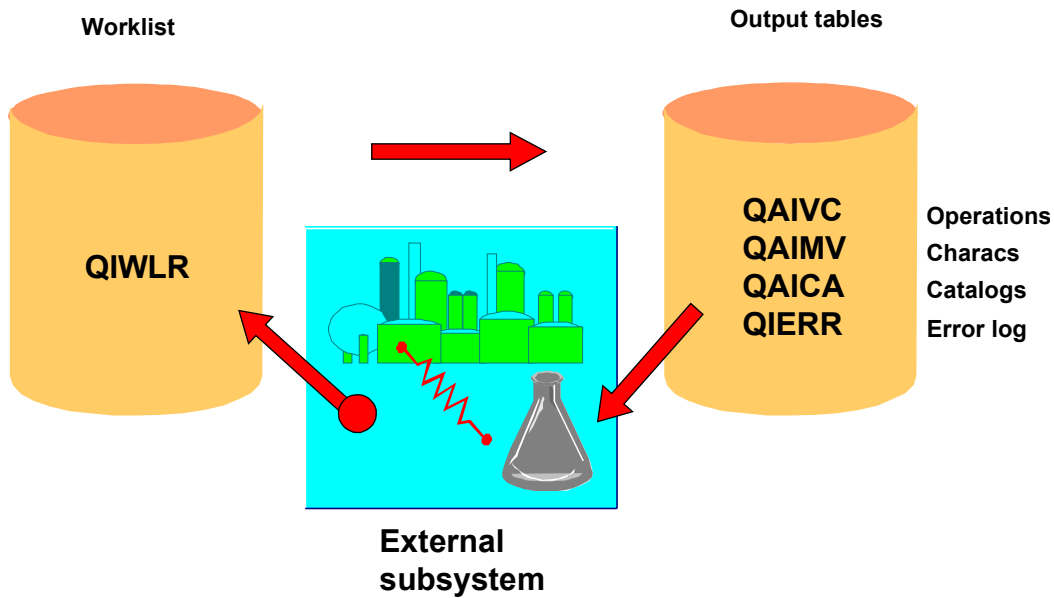 Worklist
Output tables
QIWLR
QAIVC Operations
QAIMV Characs
QAICA Catalogs
QIERR Error log
External
subsystem